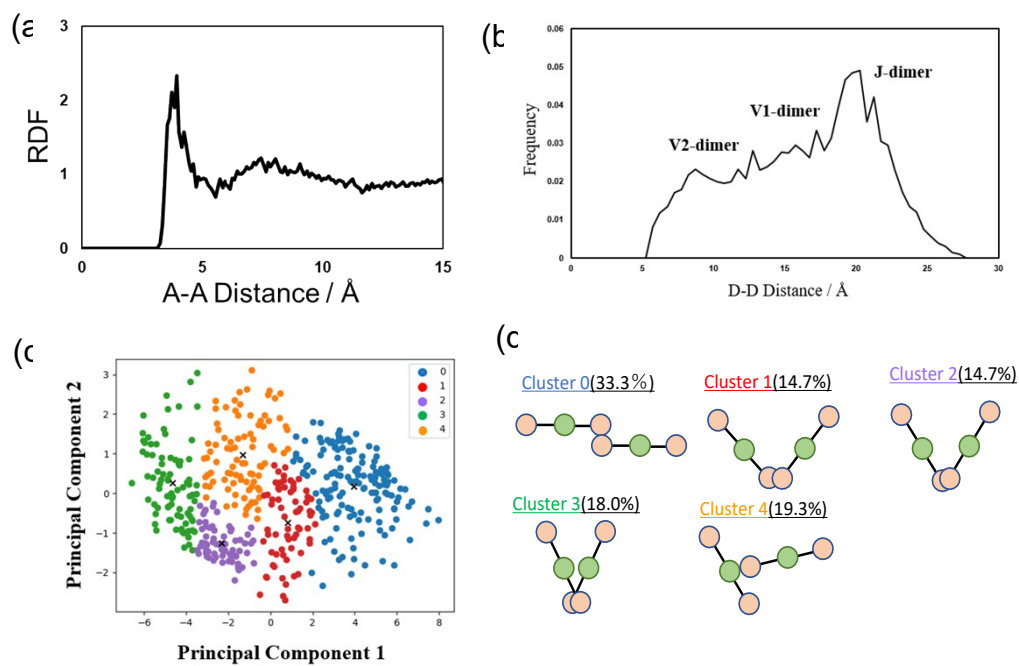 (a
3
2
1
0
RDF
0
5
10
15
A-A Distance / Å
(b
0.06
0.05
0.04
0.03
0.02
0.01
0
Frequency
V2-dimer
V1-dimer
J-dimer
0
5
10
15
20
25
30
D-D Distance / Å
(c
3
2
1
0
−1
−2
Principal Component 2
0
1
2
3
4
−6
−4
−2
0
2
4
6
8
Principal Component 1
(c
Cluster 0(33.3%)
Cluster 1(14.7%)
Cluster 2(14.7%)
Cluster 3(18.0%)
Cluster 4(19.3%)